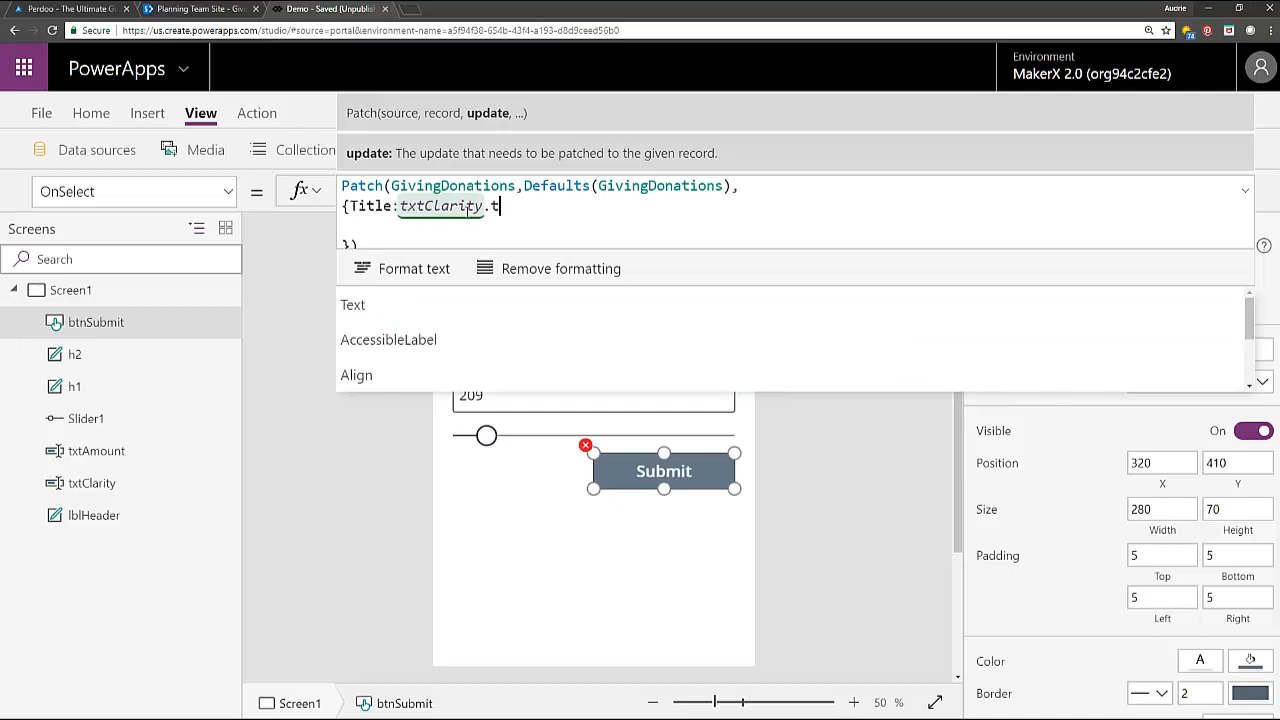 Perdoo - The Ultimate Gu
Planning Team Site - Giv
Demo - Saved (Unpublish
Audrie
Secure
https://us.create.powerapps.com/studio/#source=portal&environment-name=a5f94f38-654b-43f4-a193-d8d9ceed56b0
PowerApps
Environment
MakerX 2.0 (org94c2cfe2)
File Home Insert View Action
Patch(source, record, update, ...)
Data sources Media Collection
update: The update that needs to be patched to the given record.
OnSelect = fx
Patch(GivingDonations,Defaults(GivingDonations),
{Title:txtClarity.t
})
Screens
Search
Format text Remove formatting
Screen1
Text
btnSubmit
AccessibleLabel
h2
Align
h1
209
Slider1
Visible On
txtAmount
Submit
Position 320 410
X Y
txtClarity
Size 280 70
Width Height
lblHeader
Padding 5 5
Top Bottom
5 5
Left Right
Color A
Border 2
Screen1 btnSubmit
50 %